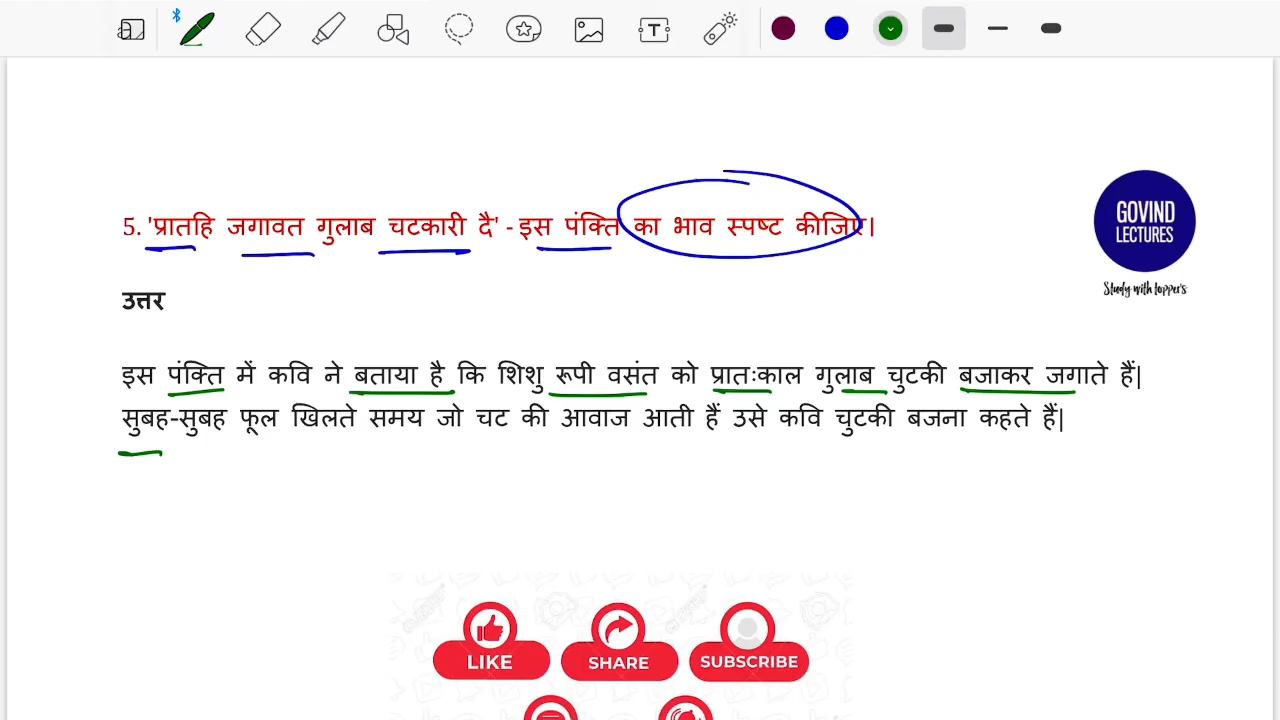 T
5. 'प्रातहि जगावत गुलाब चटकारी दै' - इस पंक्ति का भाव स्पष्ट कीजिए।
GOVIND
LECTURES
Study with topper's
उत्तर
इस पंक्ति में कवि ने बताया है कि शिशु रूपी वसंत को प्रातःकाल गुलाब चुटकी बजाकर जगाते हैं|
सुबह-सुबह फूल खिलते समय जो चट की आवाज आती हैं उसे कवि चुटकी बजना कहते हैं|
LIKE
SHARE
SUBSCRIBE